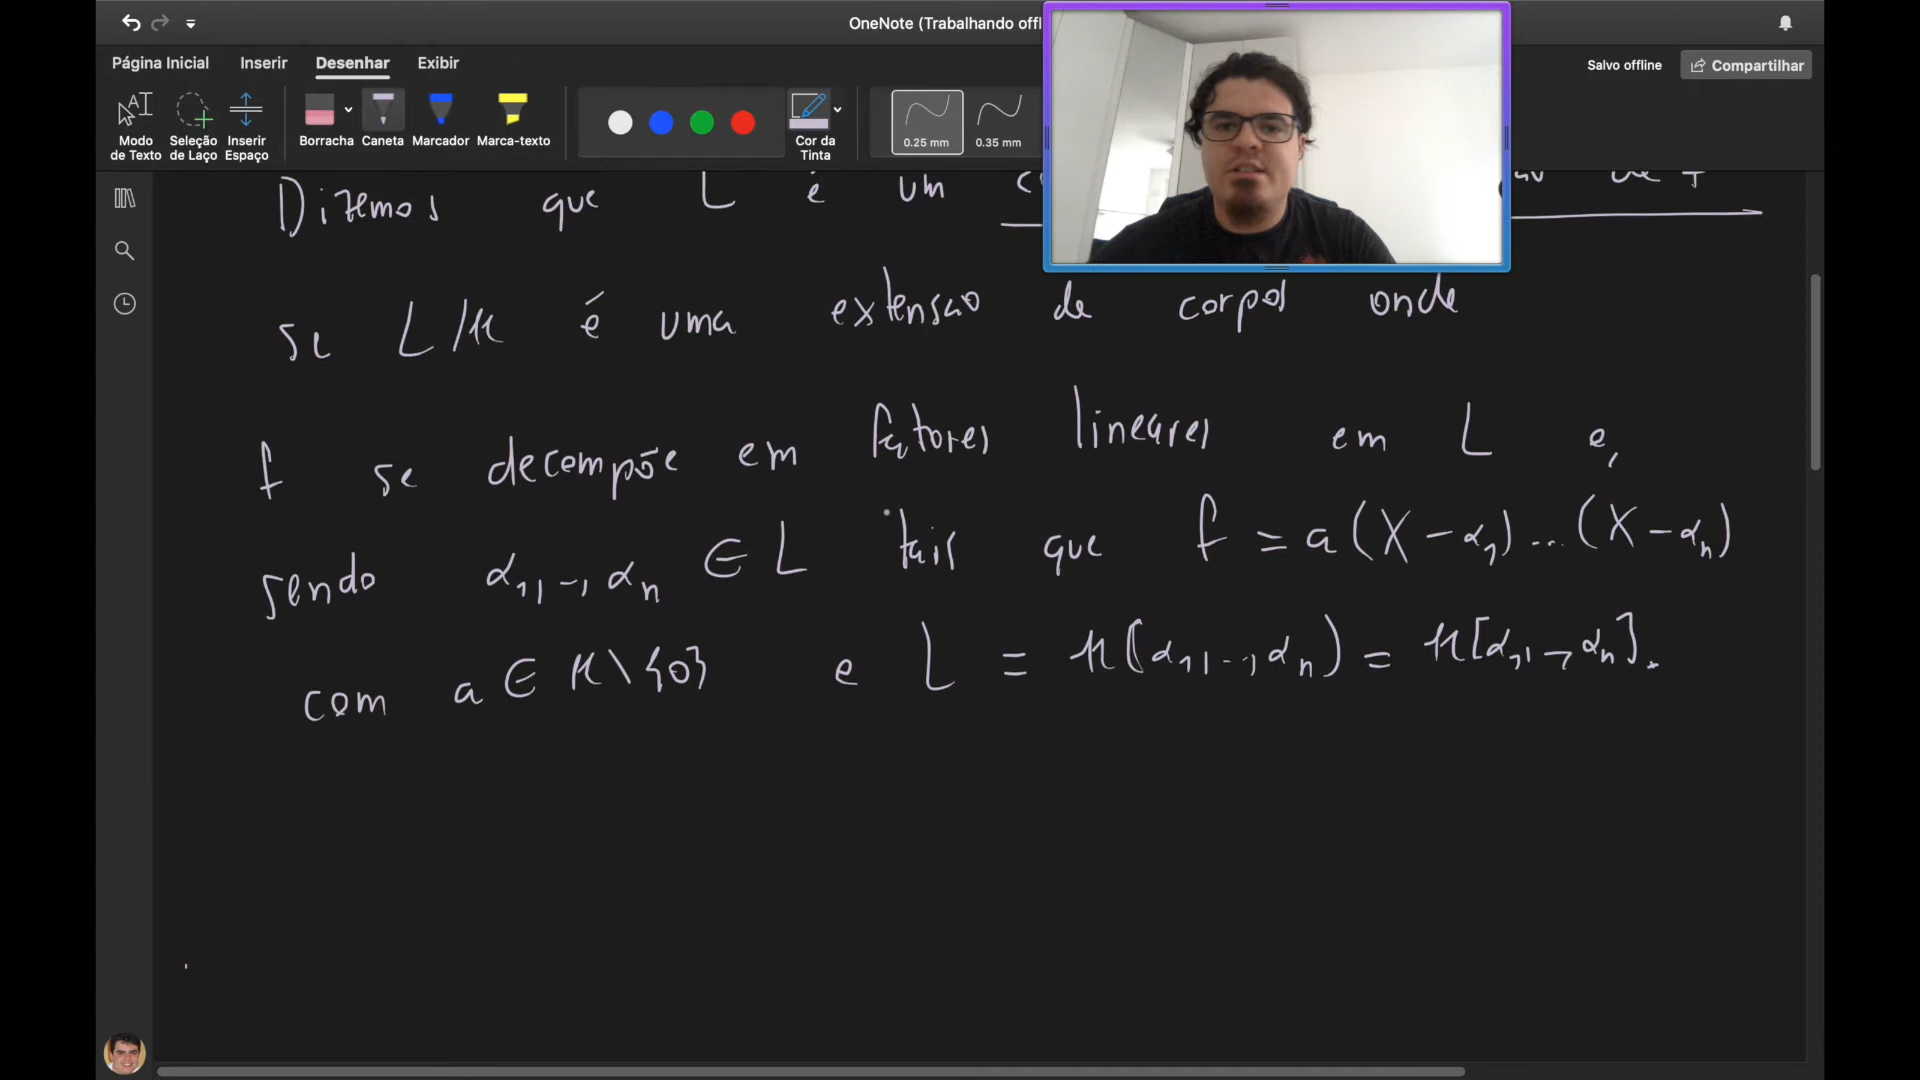 OneNote (Trabalhando offl
Página Inicial Inserir Desenhar Exibir
Salvo offline Compartilhar
Modo de Texto Seleção de Laço Inserir Espaço Borracha Caneta Marcador Marca-texto Cor da Tinta 0.25 mm 0.35 mm
Dizemos que L é um de f
se L/K é uma extensao de corpos onde
f se decompõe em fatores lineares em L e,
sendo α₁,...,αₙ ∈ L tais que f = a(X-α₁)...(X-αₙ)
com a ∈ K\{0} e L = K(α₁,...,αₙ) = K[α₁,...,αₙ].